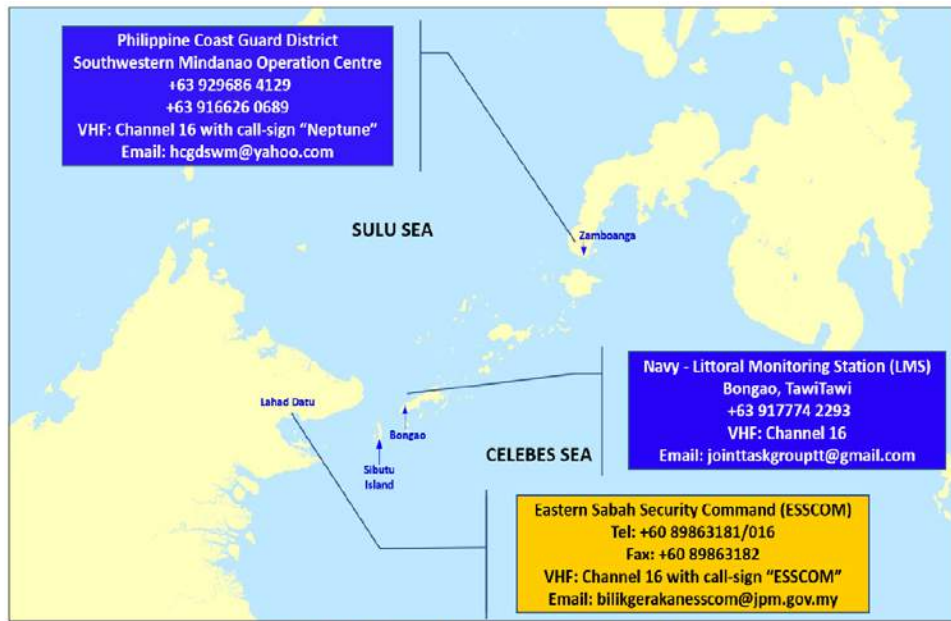 Philippine Coast Guard District
Southwestern Mindanao Operation Centre
+63 929686 4129
+63 916626 0689
VHF: Channel 16 with call-sign “Neptune”
Email: hcgdswm@yahoo.com
SULU SEA
Zamboanga
Navy - Littoral Monitoring Station (LMS)
Bongao, TawiTawi
+63 917774 2293
VHF: Channel 16
Email: jointtaskgrouptt@gmail.com
Lahad Datu
Bongao
Sibutu
Island
CELEBES SEA
Eastern Sabah Security Command (ESSCOM)
Tel: +60 89863181/016
Fax: +60 89863182
VHF: Channel 16 with call-sign “ESSCOM”
Email: bilikgerakanesscom@jpm.gov.my